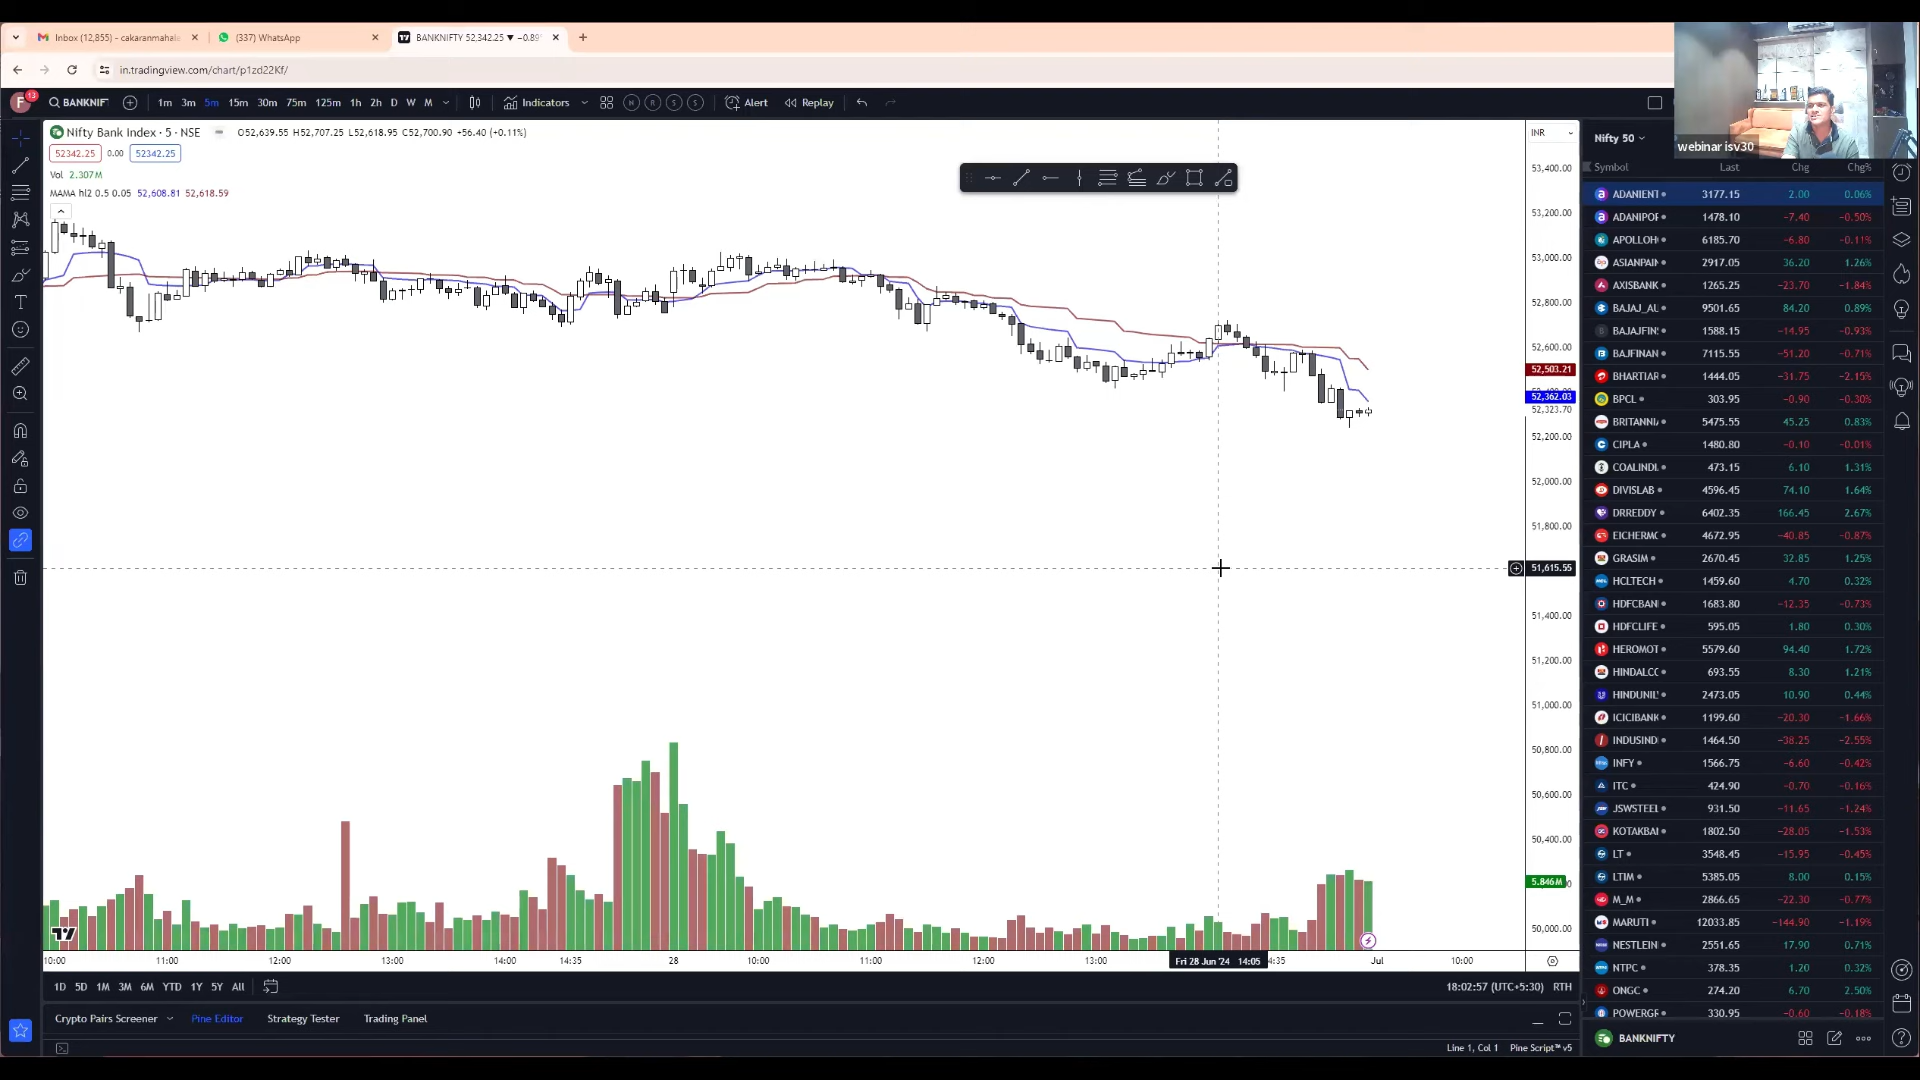 Inbox (12,855) - cakaranmahale
(337) WhatsApp
BANKNIFTY 52,342.25 ▼ −0.89
in.tradingview.com/chart/p1zd22Kf/
F
13
BANKNIF
1m 3m 5m 15m 30m 75m 125m 1h 2h D W M
Indicators
N R S S
Alert
Replay
webinar isv30
Nifty Bank Index · 5 · NSE
O52,639.55 H52,707.25 L52,618.95 C52,700.90 +56.40 (+0.11%)
52342.25 0.00 52342.25
Vol 2.307M
MAMA hl2 0.5 0.05 52,608.81 52,618.59
INR
53,400.00
53,200.00
53,000.00
52,800.00
52,600.00
52,503.21
52,362.03
52,323.70
52,200.00
52,000.00
51,800.00
51,615.55
51,400.00
51,200.00
51,000.00
50,800.00
50,600.00
50,400.00
5.846M
50,000.00
10:00 11:00 12:00 13:00 14:00 14:35 28 10:00 11:00 12:00 13:00 Fri 28 Jun '24 14:05 4:35 Jul 10:00
1D 5D 1M 3M 6M YTD 1Y 5Y All
18:02:57 (UTC+5:30) RTH
Crypto Pairs Screener Pine Editor Strategy Tester Trading Panel
Line 1, Col 1 Pine Script™ v5
Nifty 50
Symbol Last Chg Chg%
ADANIENT 3177.15 2.00 0.06%
ADANIPOF 1478.10 −7.40 −0.50%
APOLLOH 6185.70 −6.80 −0.11%
ASIANPAIN 2917.05 36.20 1.26%
AXISBANK 1265.25 −23.70 −1.84%
BAJAJ_AU 9501.65 84.20 0.89%
BAJAJFIN 1588.15 −14.95 −0.93%
BAJFINAN 7115.55 −51.20 −0.71%
BHARTIAR 1444.05 −31.75 −2.15%
BPCL 303.95 −0.90 −0.30%
BRITANNI 5475.55 45.25 0.83%
CIPLA 1480.80 −0.10 −0.01%
COALINDI 473.15 6.10 1.31%
DIVISLAB 4596.45 74.10 1.64%
DRREDDY 6402.35 166.45 2.67%
EICHERMC 4672.95 −40.85 −0.87%
GRASIM 2670.45 32.85 1.25%
HCLTECH 1459.60 4.70 0.32%
HDFCBAN 1683.80 −12.35 −0.73%
HDFCLIFE 595.05 1.80 0.30%
HEROMOT 5579.60 94.40 1.72%
HINDALCC 693.55 8.30 1.21%
HINDUNIL 2473.05 10.90 0.44%
ICICIBANK 1199.60 −20.30 −1.66%
INDUSIND 1464.50 −38.25 −2.55%
INFY 1566.75 −6.60 −0.42%
ITC 424.90 −0.70 −0.16%
JSWSTEEL 931.50 −11.65 −1.24%
KOTAKBAI 1802.50 −28.05 −1.53%
LT 3548.45 −15.95 −0.45%
LTIM 5385.05 8.00 0.15%
M_M 2866.65 −22.30 −0.77%
MARUTI 12033.85 −144.90 −1.19%
NESTLEIN 2551.65 17.90 0.71%
NTPC 378.35 1.20 0.32%
ONGC 274.20 6.70 2.50%
POWERGF 330.95 −0.60 −0.18%
BANKNIFTY